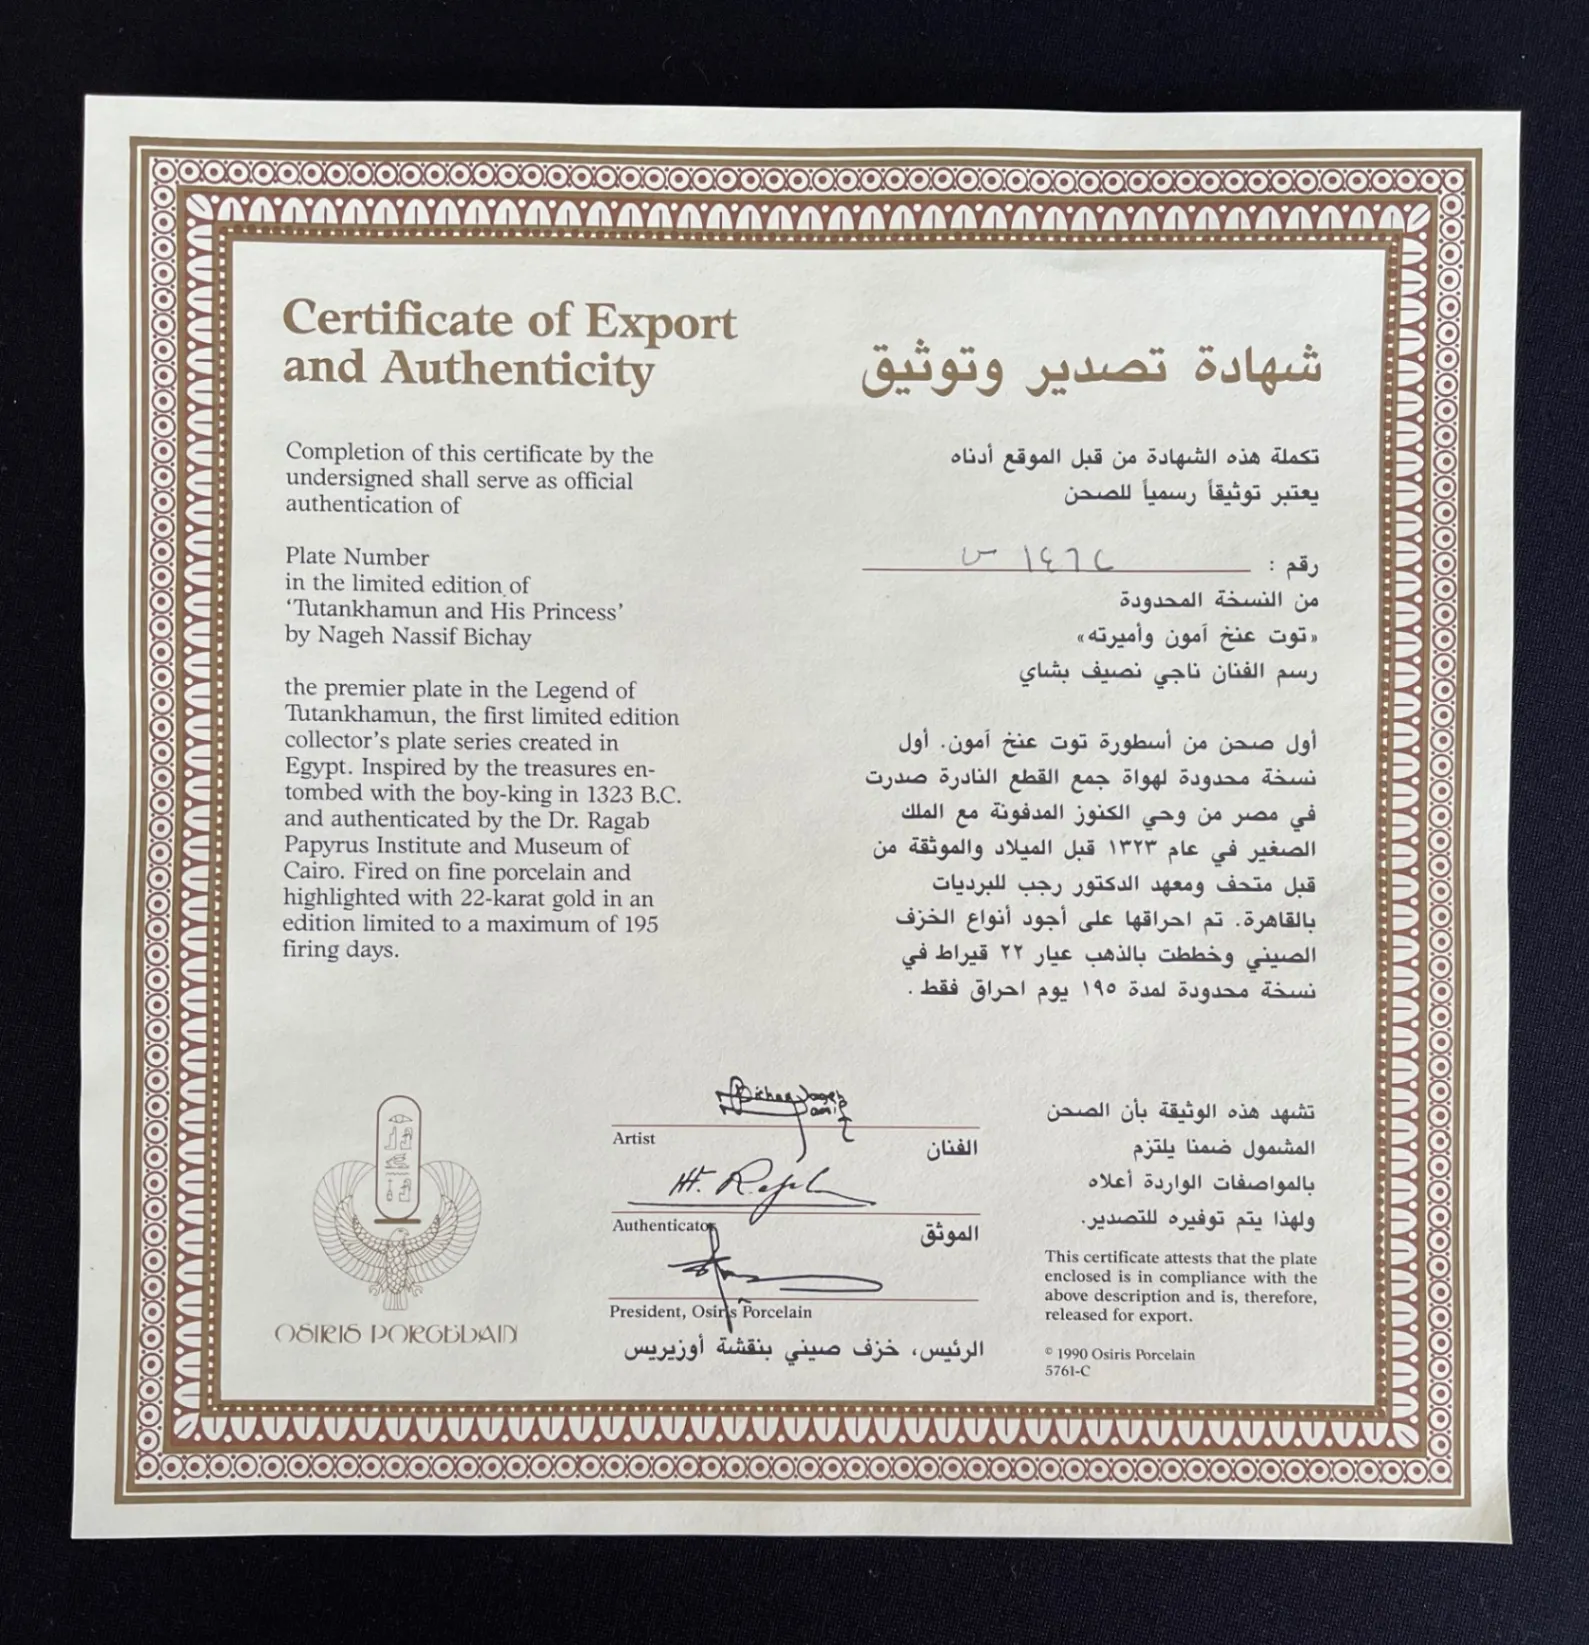 Certificate of Export
and Authenticity
Completion of this certificate by the
undersigned shall serve as official
authentication of
Plate Number
in the limited edition of
‘Tutankhamun and His Princess’
by Nageh Nassif Bichay
the premier plate in the Legend of
Tutankhamun, the first limited edition
collector’s plate series created in
Egypt. Inspired by the treasures en-
tombed with the boy-king in 1323 B.C.
and authenticated by the Dr. Ragab
Papyrus Institute and Museum of
Cairo. Fired on fine porcelain and
highlighted with 22-karat gold in an
edition limited to a maximum of 195
firing days.
شهادة تصدير وتوثيق
تكملة هذه الشهادة من قبل الموقع أدناه
يعتبر توثيقاً رسمياً للصحن
رقم :
من النسخة المحدودة
«توت عنخ آمون وأميرته»
رسم الفنان ناجي نصيف بشاي
أول صحن من أسطورة توت عنخ آمون. أول
نسخة محدودة لهواة جمع القطع النادرة صدرت
في مصر من وحي الكنوز المدفونة مع الملك
الصغير في عام ١٣٢٣ قبل الميلاد والموثقة من
قبل متحف ومعهد الدكتور رجب للبرديات
بالقاهرة. تم احراقها على أجود أنواع الخزف
الصيني وخططت بالذهب عيار ٢٢ قيراط في
نسخة محدودة لمدة ١٩٥ يوم احراق فقط .
OSIRIS PORCELAIN
Artist الفنان
Authenticator الموثق
President, Osiris Porcelain
الرئيس، خزف صيني بنقشة أوزيريس
تشهد هذه الوثيقة بأن الصحن
المشمول ضمنا يلتزم
بالمواصفات الواردة أعلاه
ولهذا يتم توفيره للتصدير.
This certificate attests that the plate
enclosed is in compliance with the
above description and is, therefore,
released for export.
© 1990 Osiris Porcelain
5761-C